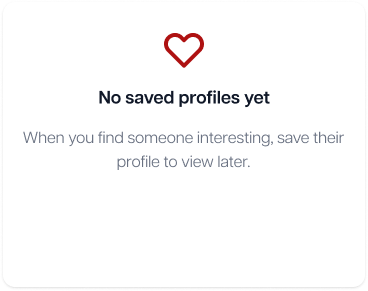 No saved profiles yet
When you find someone interesting, save their
profile to view later.